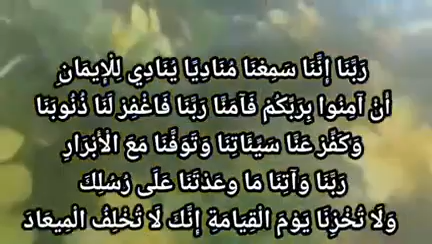 رَبَّنَا إِنَّنَا سَمِعْنَا مُنَادِيًا يُنَادِي لِلْإِيمَانِ
أَنْ آمِنُوا بِرَبِّكُمْ فَآمَنَّا رَبَّنَا فَاغْفِرْ لَنَا ذُنُوبَنَا
وَكَفِّرْ عَنَّا سَيِّئَاتِنَا وَتَوَفَّنَا مَعَ الْأَبْرَارِ
رَبَّنَا وَآتِنَا مَا وَعَدْتَنَا عَلَى رُسُلِكَ
وَلَا تُخْزِنَا يَوْمَ الْقِيَامَةِ إِنَّكَ لَا تُخْلِفُ الْمِيعَادَ